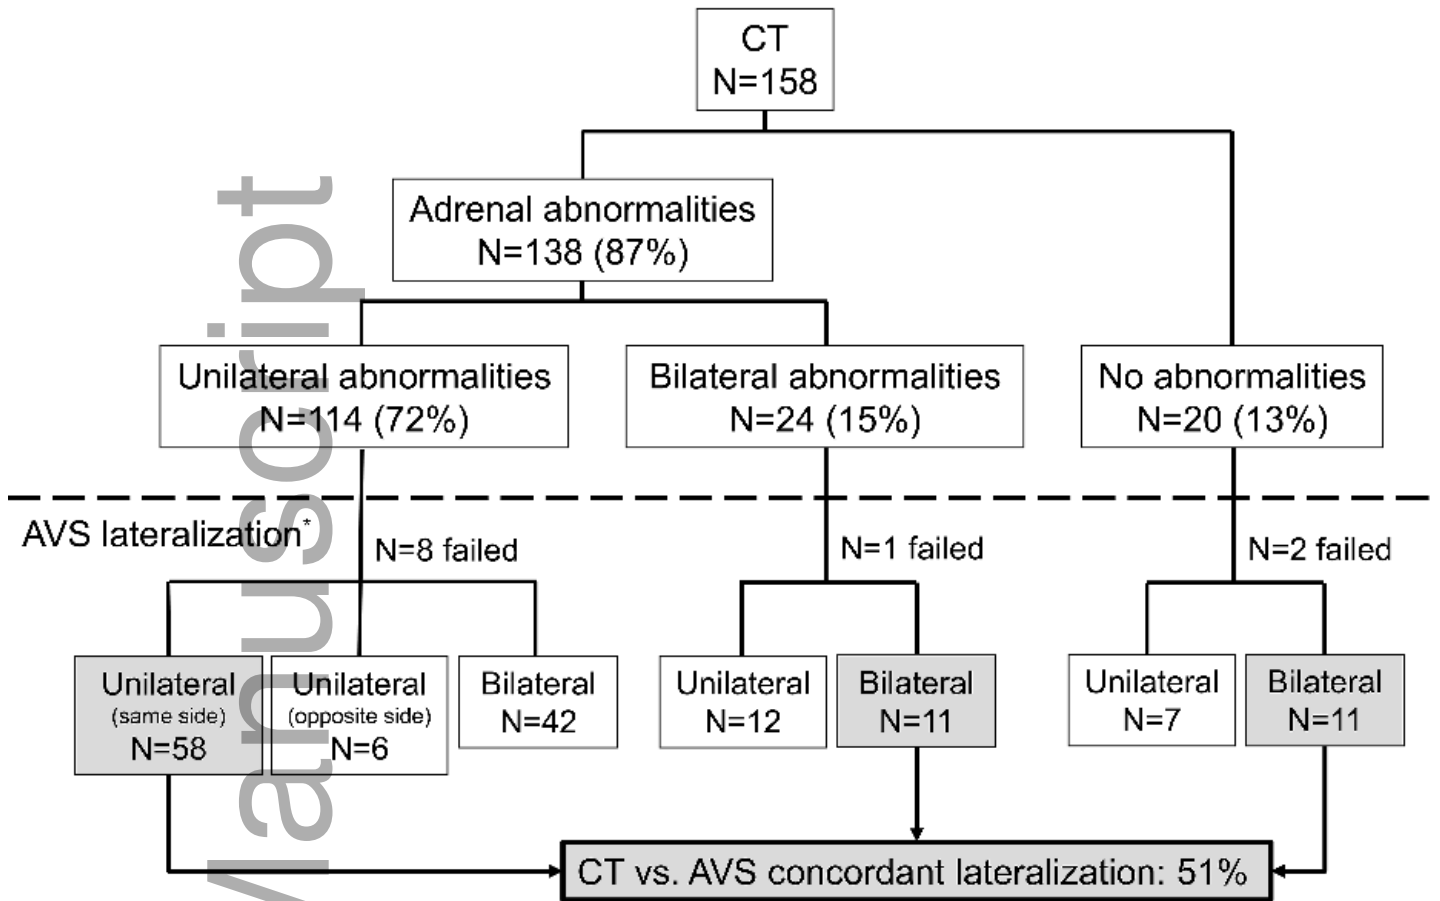 CT
N=158
Adrenal abnormalities
N=138 (87%)
Unilateral abnormalities
N=114 (72%)
Bilateral abnormalities
N=24 (15%)
No abnormalities
N=20 (13%)
AVS lateralization*
N=8 failed
N=1 failed
N=2 failed
Unilateral
(same side)
N=58
Unilateral
(opposite side)
N=6
Bilateral
N=42
Unilateral
N=12
Bilateral
N=11
Unilateral
N=7
Bilateral
N=11
CT vs. AVS concordant lateralization: 51%
Manuscript